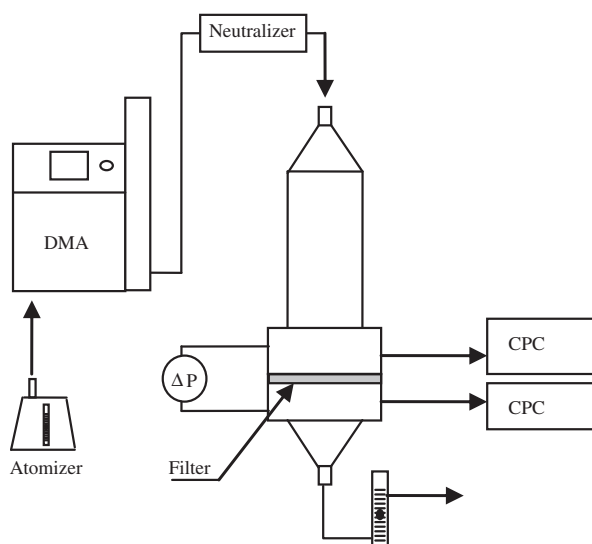 Neutralizer
DMA
CPC
ΔP
CPC
Atomizer
Filter